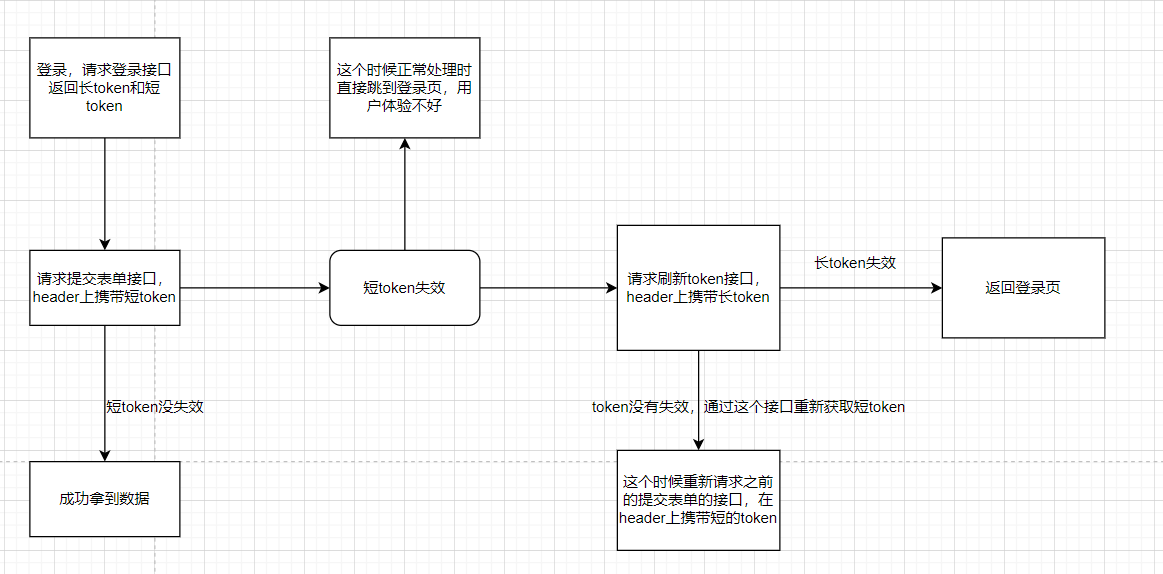 登录，请求登录接口
返回长token和短
token
这个时候正常处理时
直接跳到登录页，用
户体验不好
请求提交表单接口，
header上携带短token
短token失效
请求刷新token接口，
header上携带长token
长token失效
返回登录页
短token没失效
token没有失效，通过这个接口重新获取短token
成功拿到数据
这个时候重新请求之前
的提交表单的接口，在
header上携带短的token